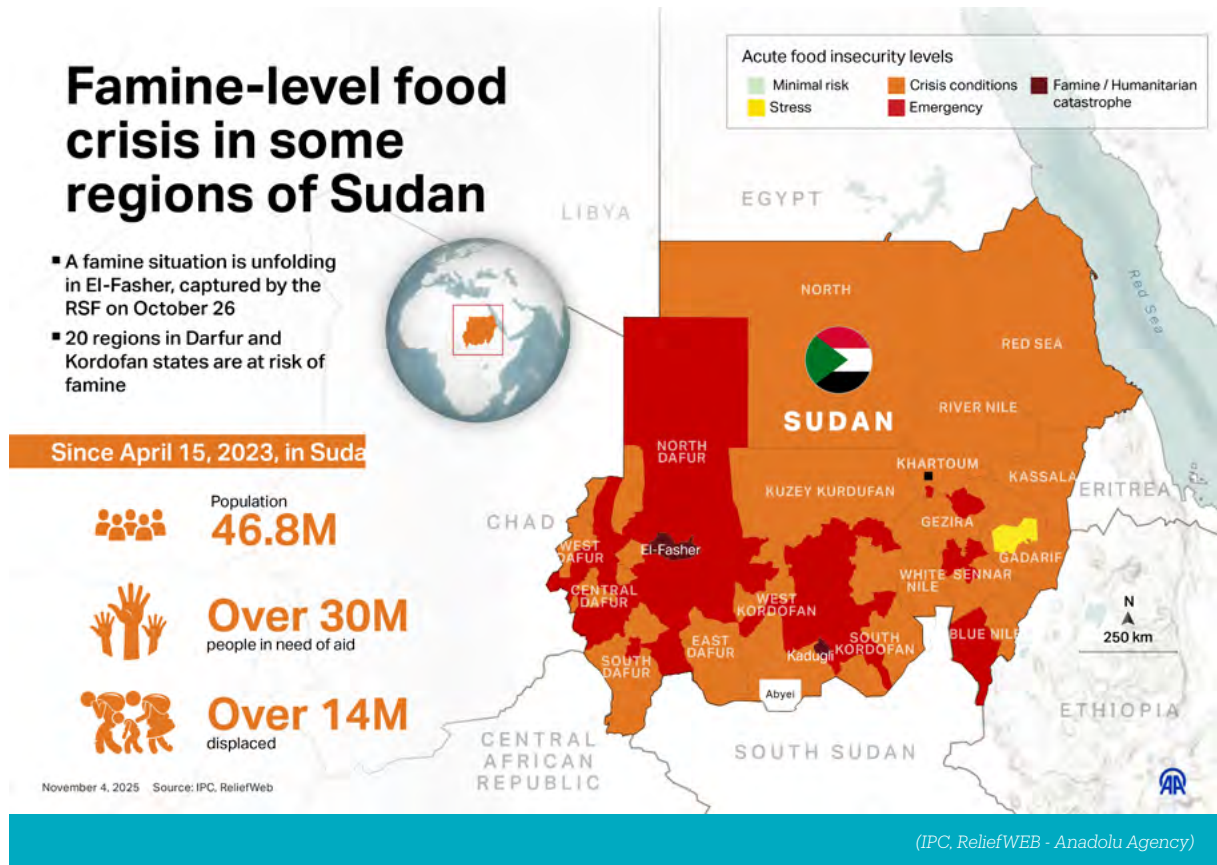 Famine-level food
crisis in some
regions of Sudan
▪ A famine situation is unfolding
in El-Fasher, captured by the
RSF on October 26
▪ 20 regions in Darfur and
Kordofan states are at risk of
famine
Since April 15, 2023, in Suda
Population
46.8M
Over 30M
people in need of aid
Over 14M
displaced
November 4, 2025 Source: IPC, ReliefWeb
Acute food insecurity levels
Minimal risk
Stress
Crisis conditions
Emergency
Famine / Humanitarian
catastrophe
LIBYA
EGYPT
Red Sea
NORTH
RED SEA
SUDAN
RIVER NILE
NORTH
DAFUR
KHARTOUM
KASSALA
KUZEY KURDUFAN
ERITREA
CHAD
GEZIRA
WEST
DAFUR
El-Fasher
GADARIF
CENTRAL
DAFUR
WHITE
NILE
SENNAR
WEST
KORDOFAN
N
250 km
EAST
DAFUR
SOUTH
KORDOFAN
BLUE NILE
Kadugli
SOUTH
DAFUR
Abyei
ETHIOPIA
CENTRAL
AFRICAN
REPUBLIC
SOUTH SUDAN
AA
(IPC, ReliefWEB - Anadolu Agency)